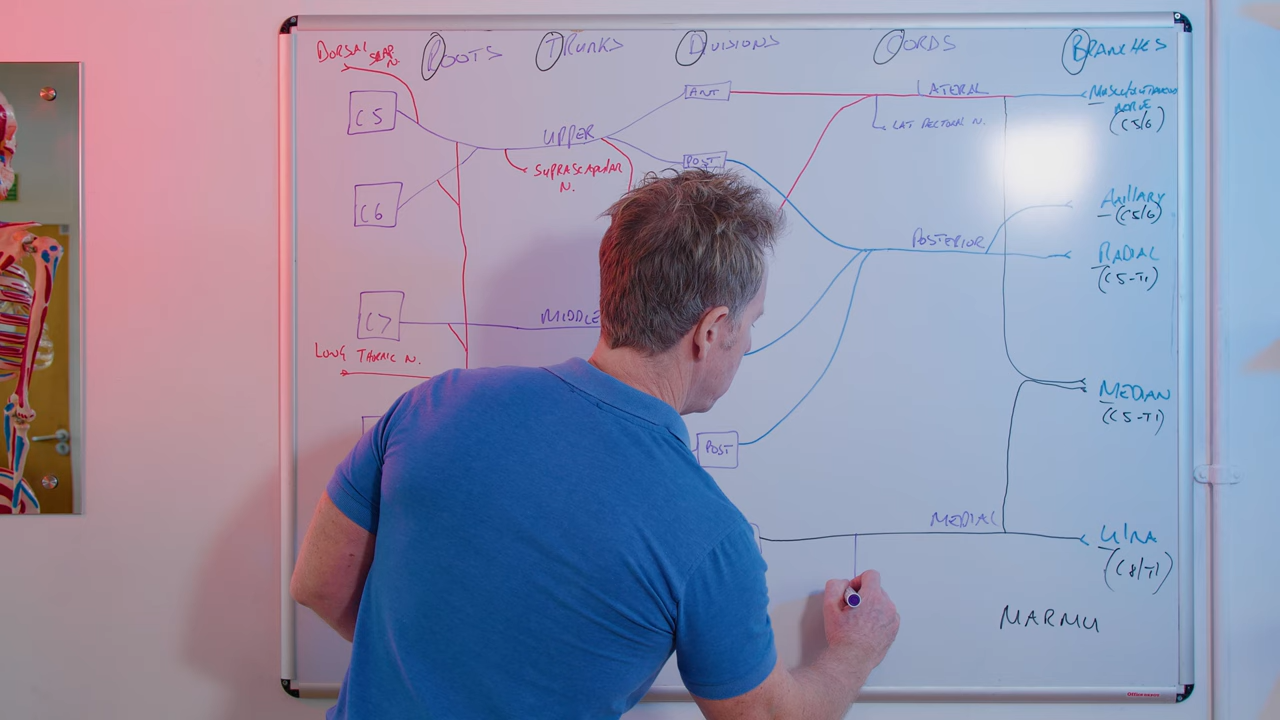 ROOTS TRUNKS DIVISIONS CORDS BRANCHES
DORSAL SCAP. N.
C5
C6
C7
LONG THORACIC N.
UPPER
SUPRASCAPULAR N.
MIDDLE
ANT
POST
POST
LATERAL
LAT PECTORAL N.
POSTERIOR
MEDIAL
MUSCULOCUTANEOUS
NERVE
(C5/6)
AXILLARY
(C5/6)
RADIAL
(C5-T1)
MEDIAN
(C5-T1)
ULNA
(C8/T1)
MARMU